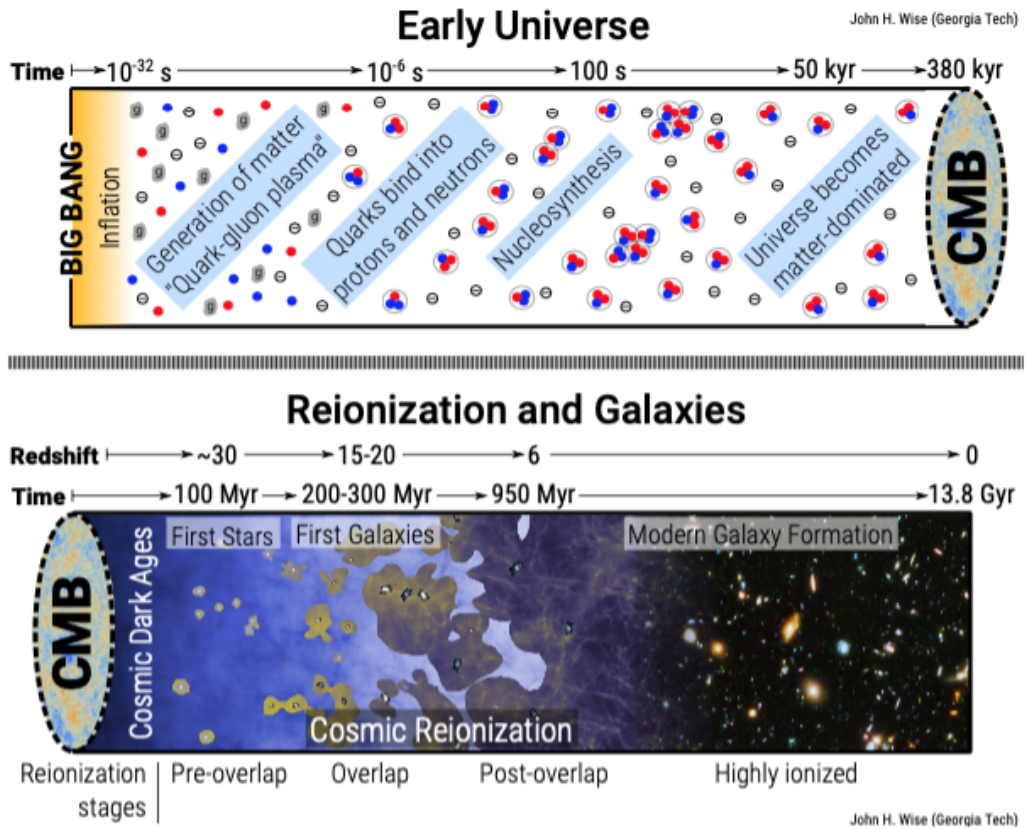 Early Universe
John H. Wise (Georgia Tech)
Time 10⁻³² s 10⁻⁶ s 100 s 50 kyr 380 kyr
BIG BANG
Inflation
Generation of matter
"Quark-gluon plasma"
Quarks bind into
protons and neutrons
Nucleosynthesis
Universe becomes
matter-dominated
CMB
g
g
g
g
g
g
g
g
g
Reionization and Galaxies
Redshift ~30 15-20 6 0
Time 100 Myr 200-300 Myr 950 Myr 13.8 Gyr
CMB
Cosmic Dark Ages
First Stars First Galaxies Modern Galaxy Formation
Cosmic Reionization
Reionization Pre-overlap Overlap Post-overlap Highly ionized
stages
John H. Wise (Georgia Tech)